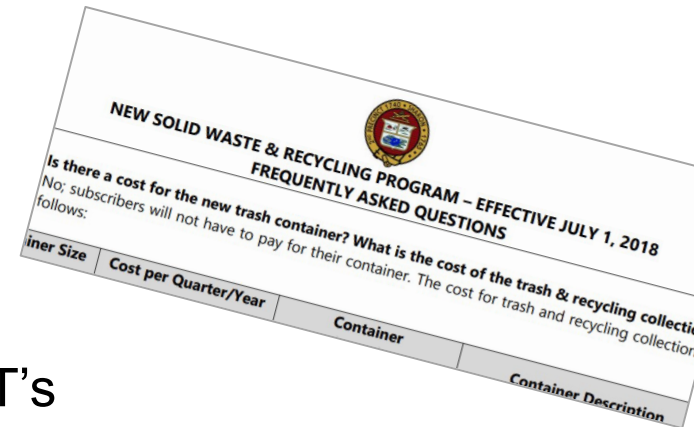 NEW SOLID WASTE & RECYCLING PROGRAM – EFFECTIVE JULY 1, 2018
FREQUENTLY ASKED QUESTIONS
Is there a cost for the new trash container? What is the cost of the trash & recycling
No; subscribers will not have to pay for their container. The cost for trash and recycling collection
follows:
Size Cost per Quarter/Year Container Container Description
T's